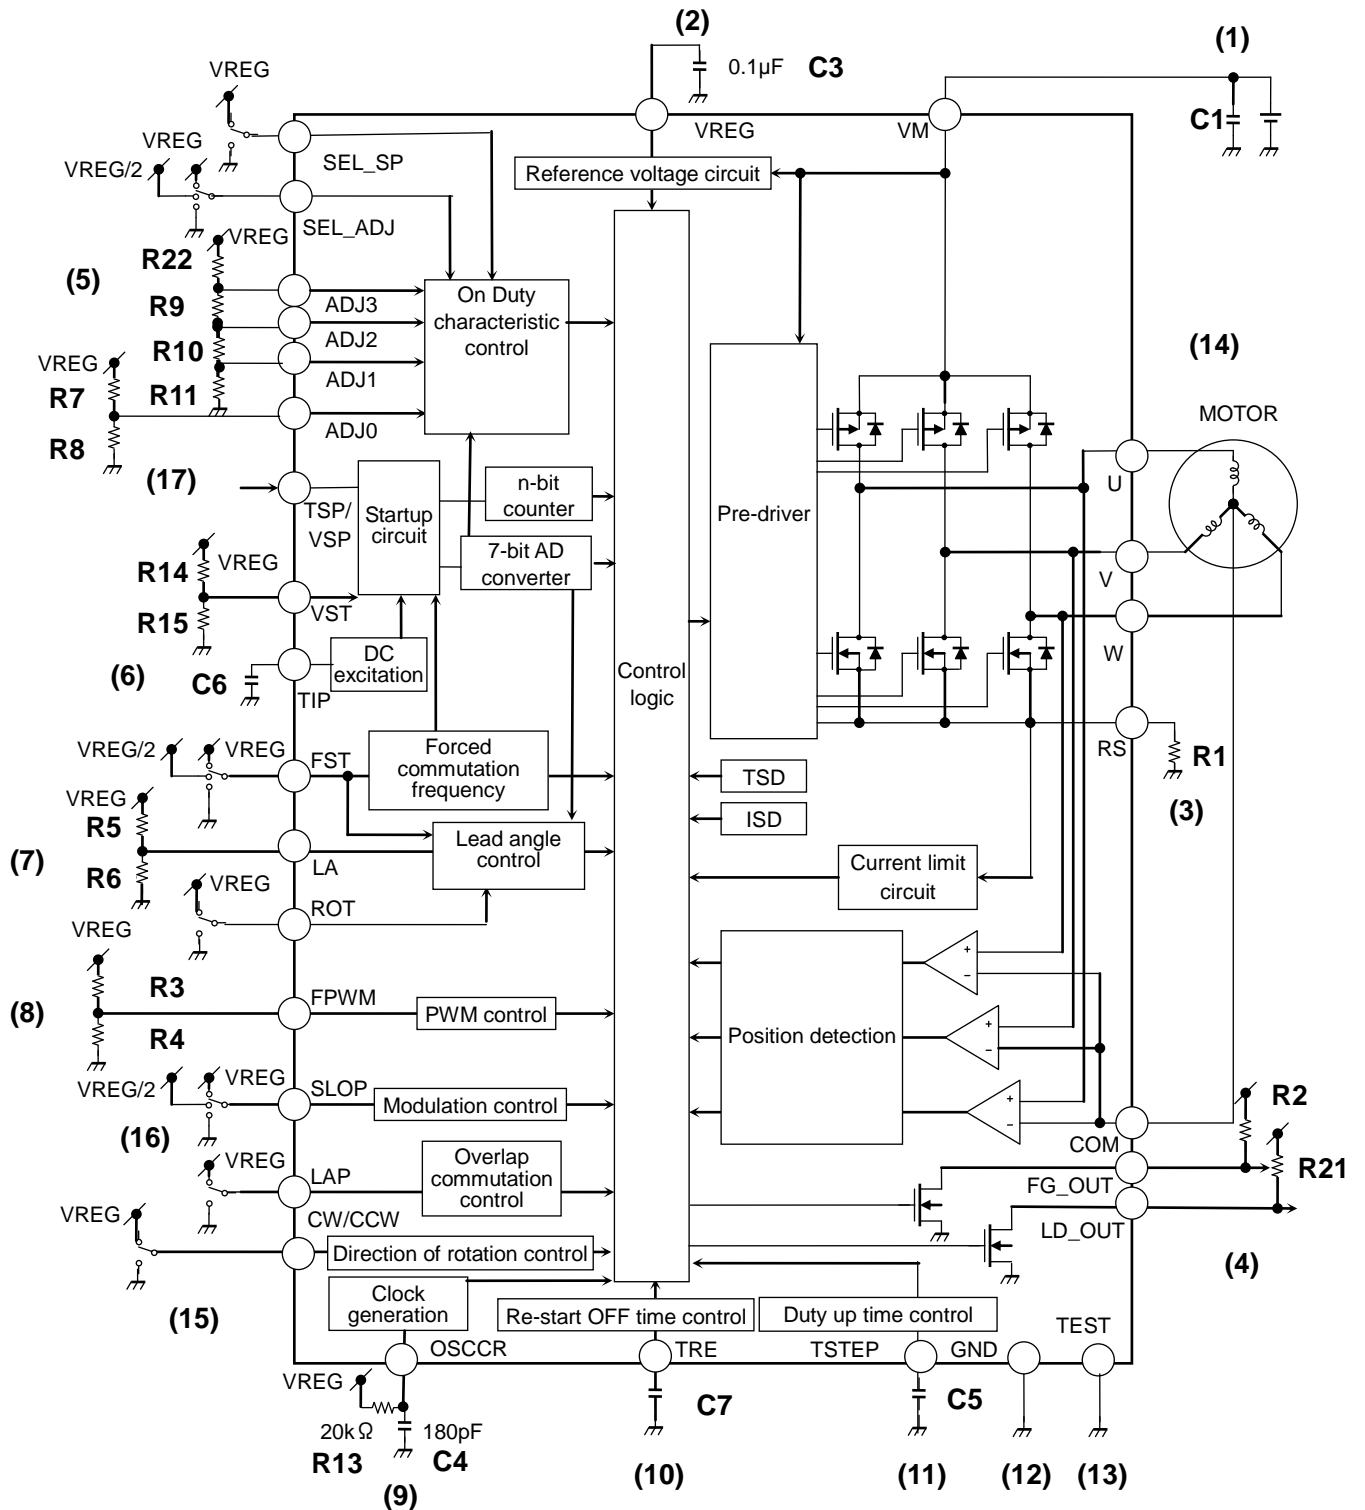 (2)
(1)
VREG
0.1μF
C3
C1
VREG
VM
VREG
VREG/2
SEL_SP
Reference voltage circuit
SEL_ADJ
VREG
R22
(5)
R9
ADJ3
ADJ2
R10
ADJ1
VREG
R7
R11
ADJ0
R8
On Duty
characteristic
control
(14)
MOTOR
(17)
TSP/
VSP
Startup
circuit
n-bit
counter
7-bit AD
converter
Pre-driver
U
V
W
R14
VREG
VST
R15
(6)
C6
TIP
DC
excitation
Control
logic
RS
R1
(3)
VREG/2
VREG
FST
Forced
commutation
frequency
TSD
ISD
VREG
R5
(7)
R6
LA
Lead angle
control
Current limit
circuit
VREG
ROT
VREG
R3
(8)
R4
FPWM
PWM control
Position detection
+
−
+
−
+
−
VREG/2
VREG
SLOP
Modulation control
(16)
COM
R2
R21
VREG
LAP
Overlap
commutation
control
FG_OUT
LD_OUT
(4)
VREG
CW/CCW
Direction of rotation control
(15)
Clock
generation
Re-start OFF time control
Duty up time control
TEST
OSCCR
TRE
TSTEP
GND
VREG
20kΩ
180pF
R13
C4
C7
C5
(9)
(10)
(11)
(12)
(13)